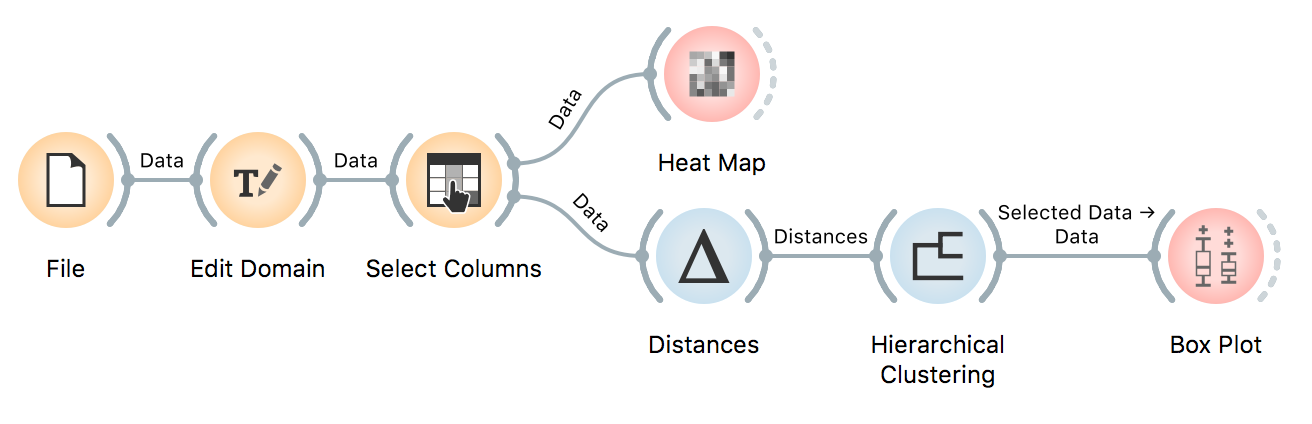 Data
Heat Map
Data
Data
T
File
Edit Domain
Select Columns
Data
Selected Data →
Data
Distances
Distances
Hierarchical
Clustering
Box Plot